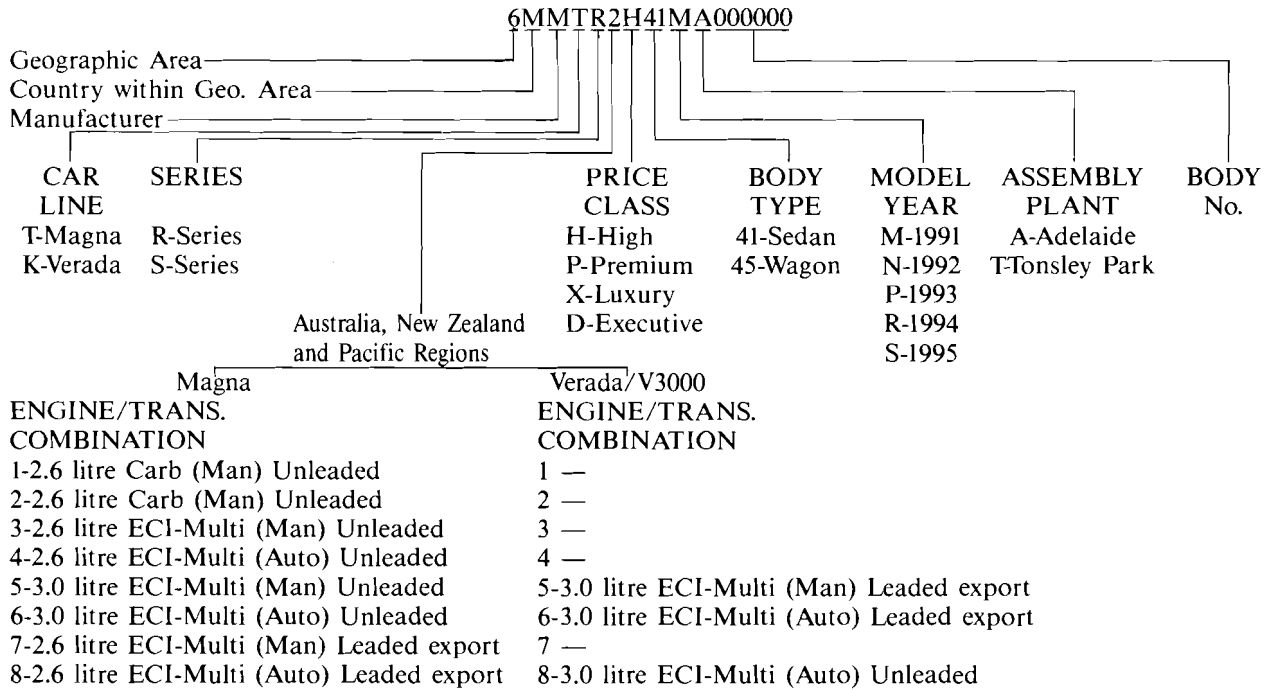 6MMTR2H41MA000000
Geographic Area
Country within Geo. Area
Manufacturer
CAR SERIES PRICE BODY MODEL ASSEMBLY BODY
LINE CLASS TYPE YEAR PLANT No.
T-Magna R-Series H-High 41-Sedan M-1991 A-Adelaide
K-Verada S-Series P-Premium 45-Wagon N-1992 T-Tonsley Park
X-Luxury P-1993
Australia, New Zealand D-Executive R-1994
and Pacific Regions S-1995
Magna Verada/V3000
ENGINE/TRANS. ENGINE/TRANS.
COMBINATION COMBINATION
1-2.6 litre Carb (Man) Unleaded 1 —
2-2.6 litre Carb (Man) Unleaded 2 —
3-2.6 litre ECI-Multi (Man) Unleaded 3 —
4-2.6 litre ECI-Multi (Auto) Unleaded 4 —
5-3.0 litre ECI-Multi (Man) Unleaded 5-3.0 litre ECI-Multi (Man) Leaded export
6-3.0 litre ECI-Multi (Auto) Unleaded 6-3.0 litre ECI-Multi (Auto) Leaded export
7-2.6 litre ECI-Multi (Man) Leaded export 7 —
8-2.6 litre ECI-Multi (Auto) Leaded export 8-3.0 litre ECI-Multi (Auto) Unleaded